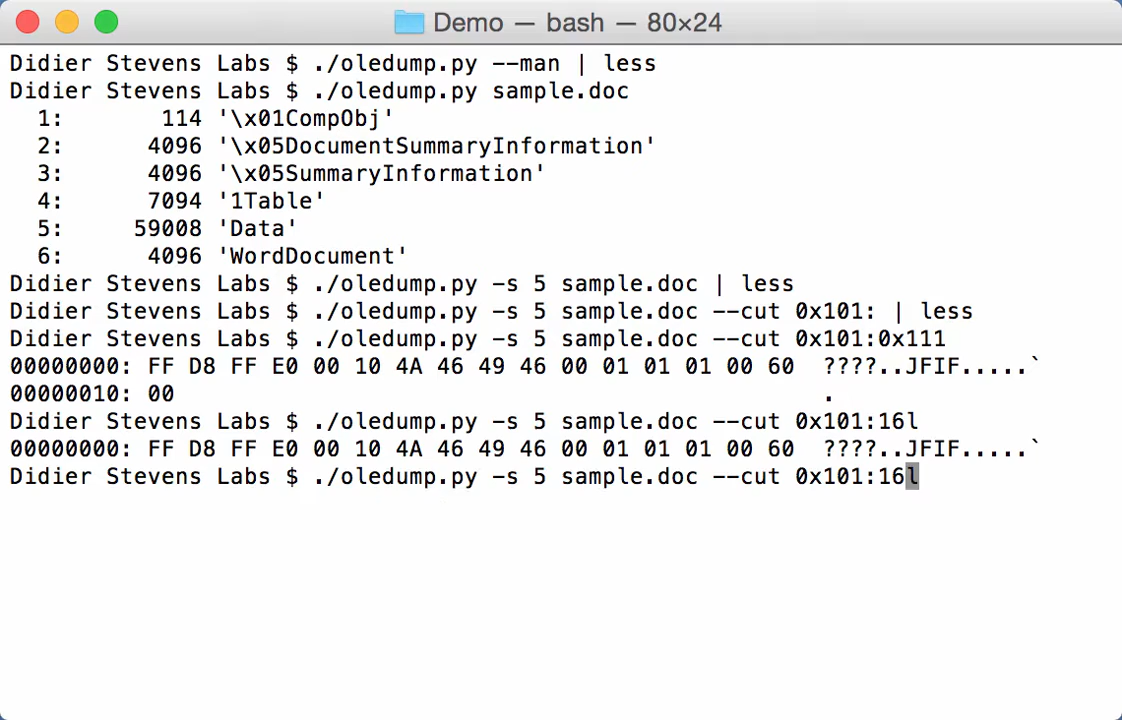 Demo — bash — 80×24
Didier Stevens Labs $ ./oledump.py --man | less
Didier Stevens Labs $ ./oledump.py sample.doc
  1:       114 '\x01CompObj'
  2:      4096 '\x05DocumentSummaryInformation'
  3:      4096 '\x05SummaryInformation'
  4:      7094 '1Table'
  5:     59008 'Data'
  6:      4096 'WordDocument'
Didier Stevens Labs $ ./oledump.py -s 5 sample.doc | less
Didier Stevens Labs $ ./oledump.py -s 5 sample.doc --cut 0x101: | less
Didier Stevens Labs $ ./oledump.py -s 5 sample.doc --cut 0x101:0x111
00000000: FF D8 FF E0 00 10 4A 46 49 46 00 01 01 01 00 60  ????..JFIF.....`
00000010: 00                                               .
Didier Stevens Labs $ ./oledump.py -s 5 sample.doc --cut 0x101:16l
00000000: FF D8 FF E0 00 10 4A 46 49 46 00 01 01 01 00 60  ????..JFIF.....`
Didier Stevens Labs $ ./oledump.py -s 5 sample.doc --cut 0x101:16l